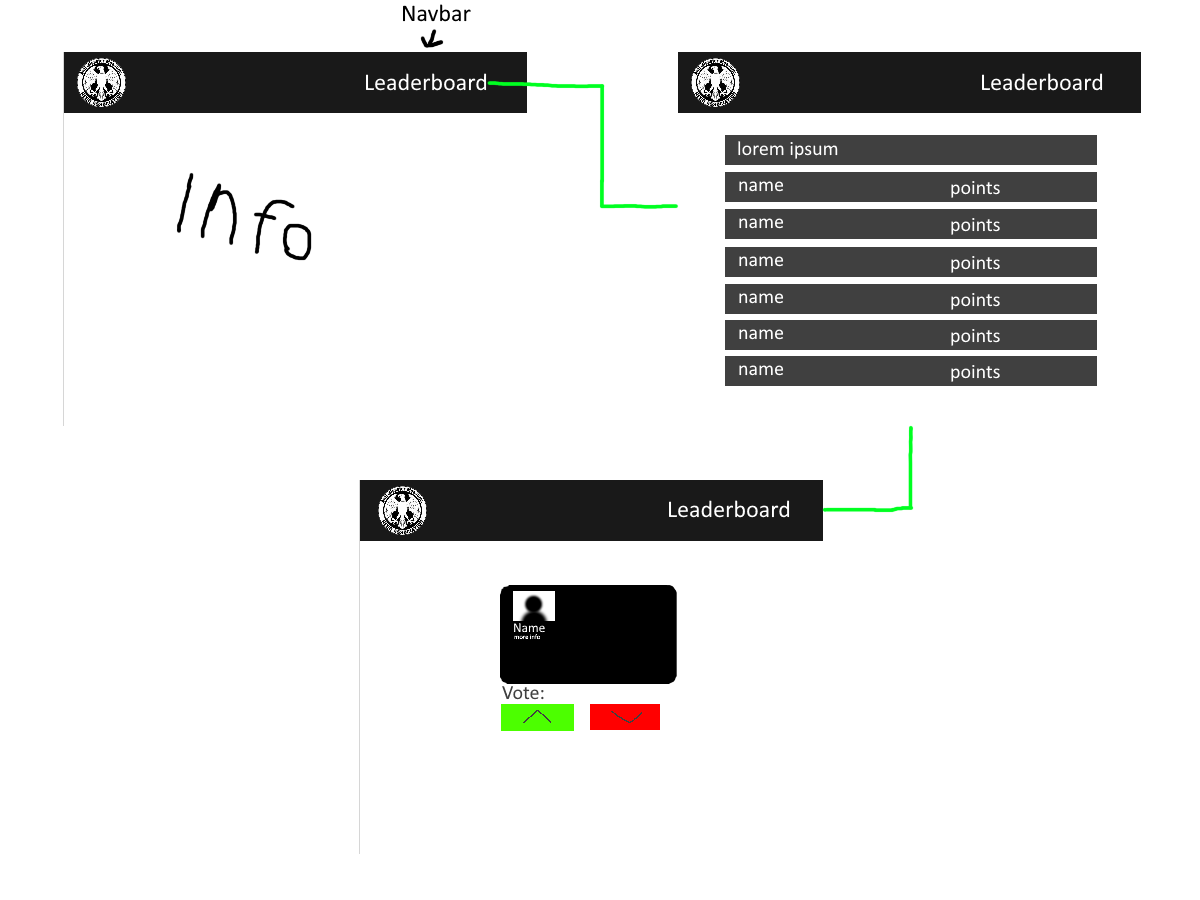 Navbar
Leaderboard
Info
Leaderboard
lorem ipsum
name points
name points
name points
name points
name points
name points
Leaderboard
Name
more info
Vote: